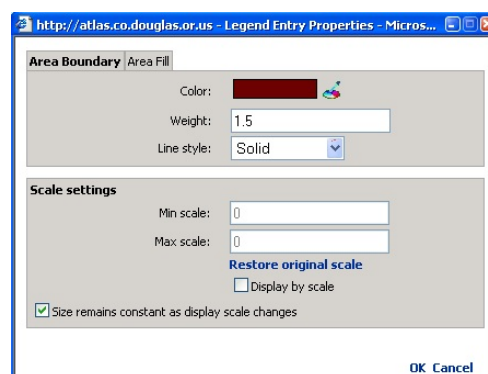 http://atlas.co.douglas.or.us - Legend Entry Properties - Micros...
Area Boundary Area Fill
Color:
Weight: 1.5
Line style: Solid
Scale settings
Min scale: 0
Max scale: 0
Restore original scale
Display by scale
Size remains constant as display scale changes
OK Cancel